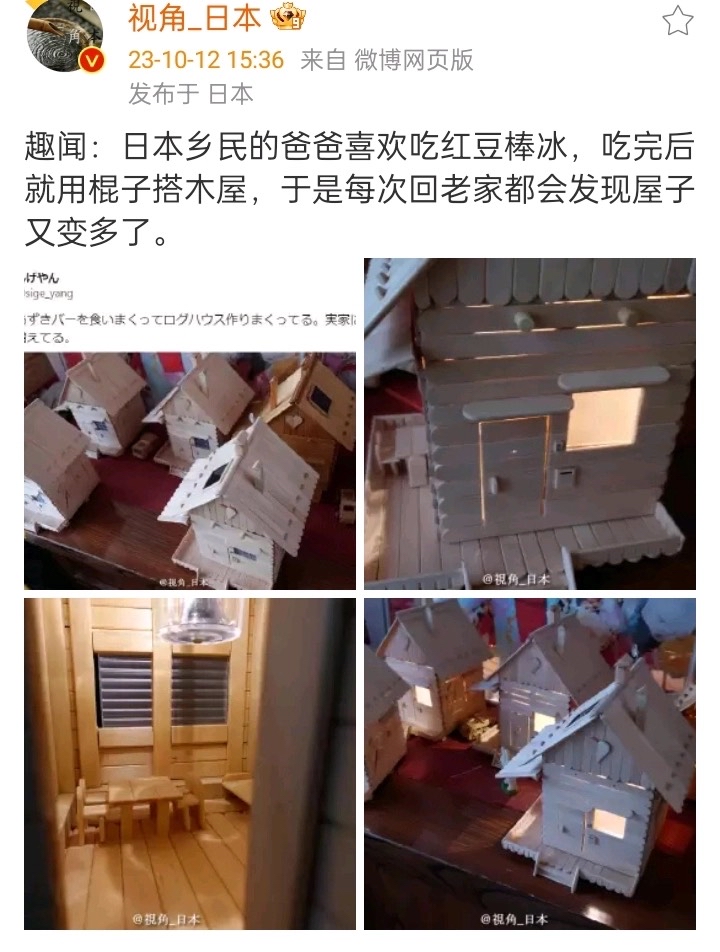 视角_日本
23-10-12 15:36 来自 微博网页版
发布于 日本
趣闻：日本乡民的爸爸喜欢吃红豆棒冰，吃完后
就用棍子搭木屋，于是每次回老家都会发现屋子
又变多了。
げやん
sige_yang
ずきバーを食いまくってログハウス作りまくってる。実家に
えてる。
@视角_日本
@视角_日本
@视角_日本
@视角_日本